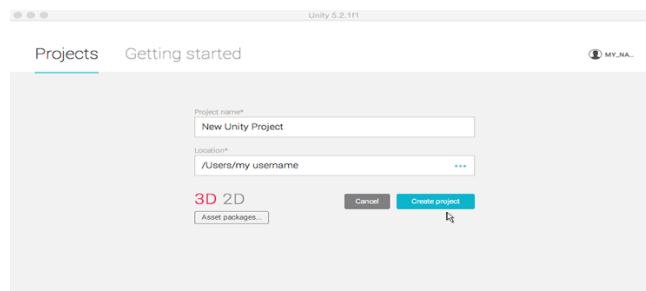 Unity 5.2.1f1
Projects Getting started
MY_NA...
Project name*
New Unity Project
Location*
/Users/my username
3D 2D
Cancel Create project
Asset packages...